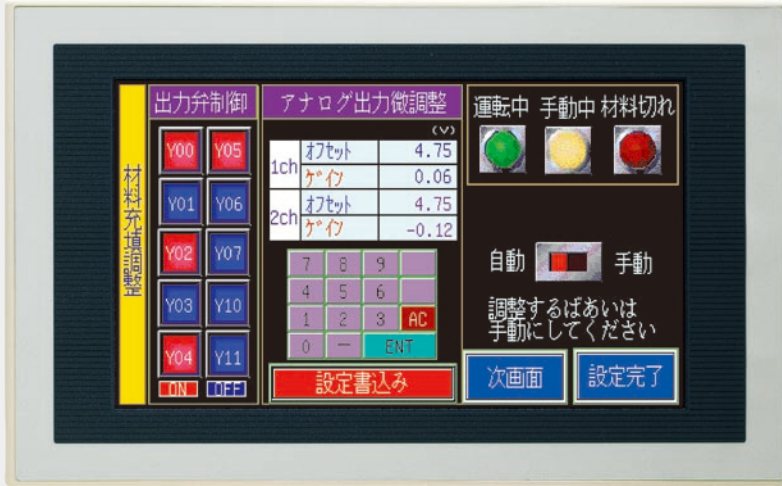 材料充填調整
出力弁制御
Y00 Y05
Y01 Y06
Y02 Y07
Y03 Y10
Y04 Y11
ON OFF
アナログ出力微調整
(V)
1ch
オフセット 4.75
ゲイン 0.06
2ch
オフセット 4.75
ゲイン -0.12
7 8 9
4 5 6
1 2 3 AC
0 － ENT
設定書込み
運転中 手動中 材料切れ
自動 手動
調整するばあいは
手動にしてください
次画面 設定完了